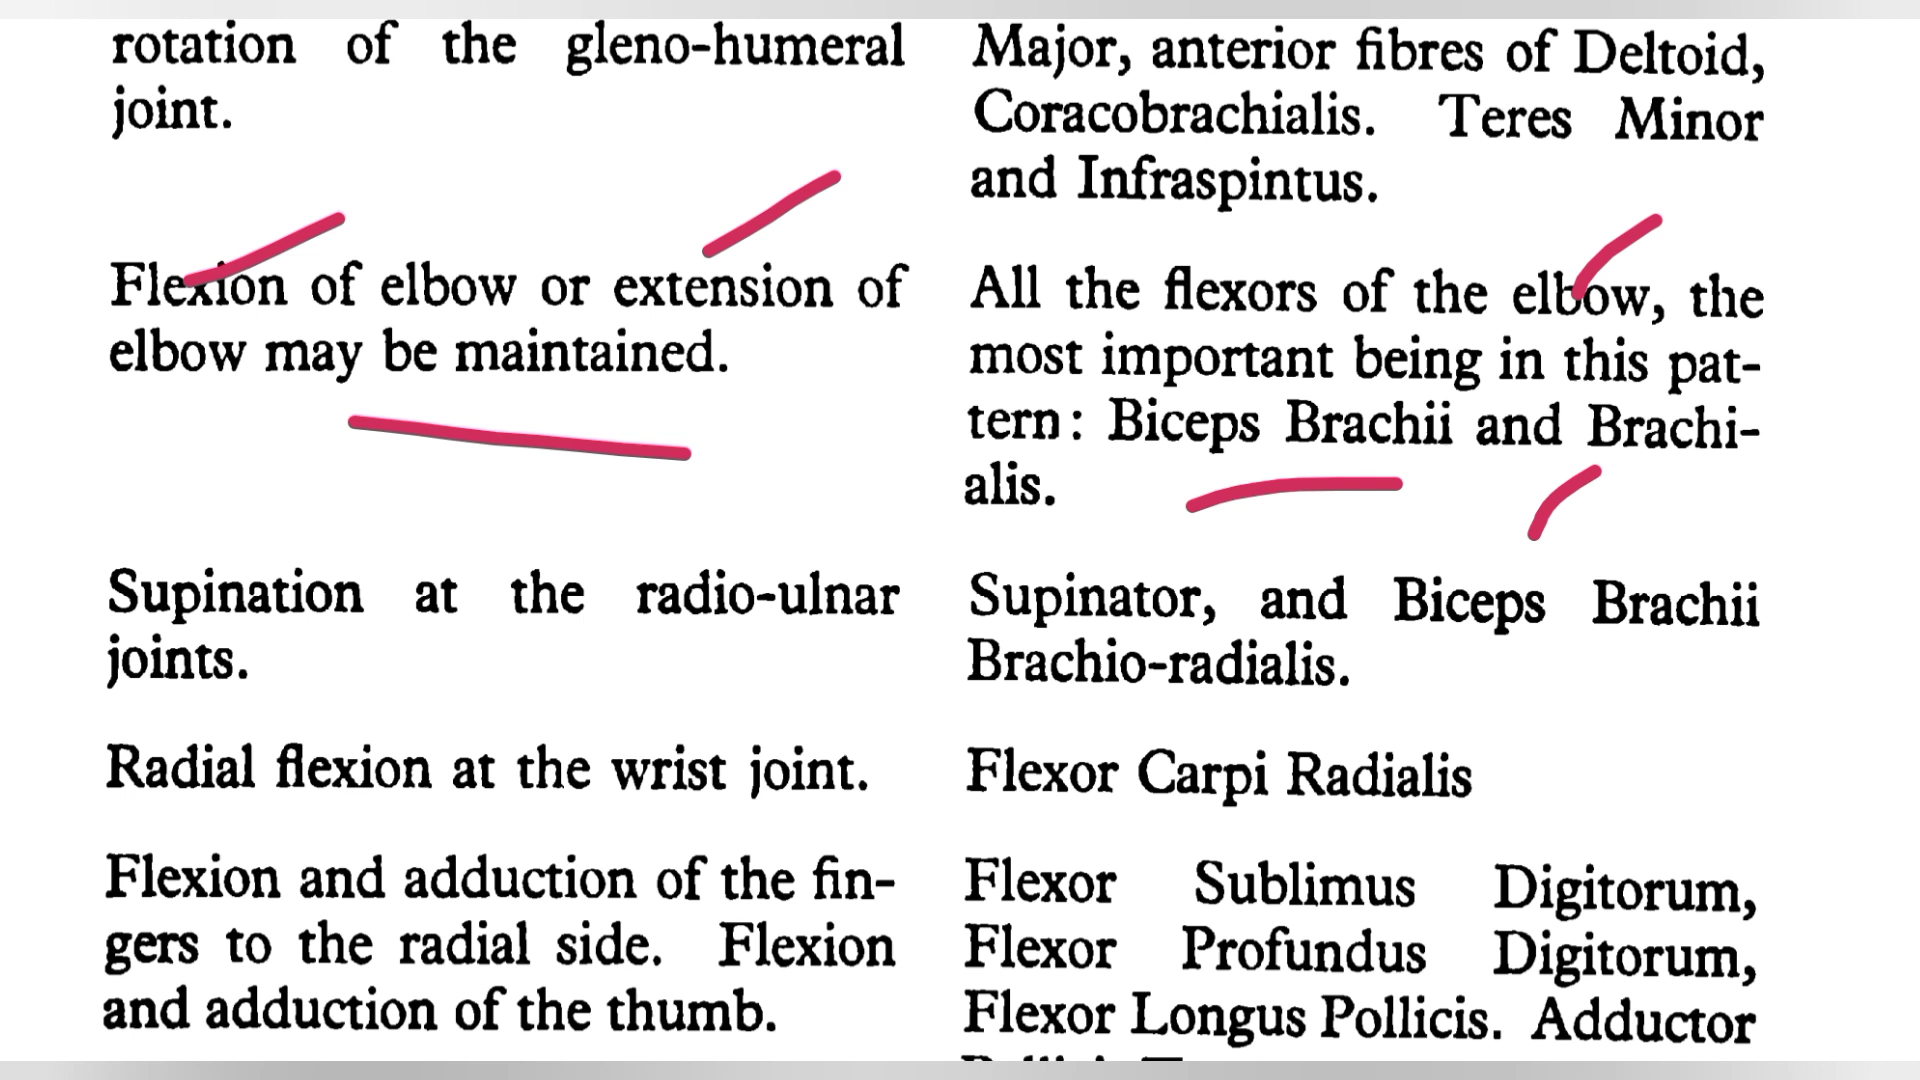 rotation of the gleno-humeral
joint.
Flexion of elbow or extension of
elbow may be maintained.
Supination at the radio-ulnar
joints.
Radial flexion at the wrist joint.
Flexion and adduction of the fin-
gers to the radial side. Flexion
and adduction of the thumb.
Major, anterior fibres of Deltoid,
Coracobrachialis. Teres Minor
and Infraspintus.
All the flexors of the elbow, the
most important being in this pat-
tern: Biceps Brachii and Brachi-
alis.
Supinator, and Biceps Brachii
Brachio-radialis.
Flexor Carpi Radialis
Flexor Sublimus Digitorum,
Flexor Profundus Digitorum,
Flexor Longus Pollicis. Adductor